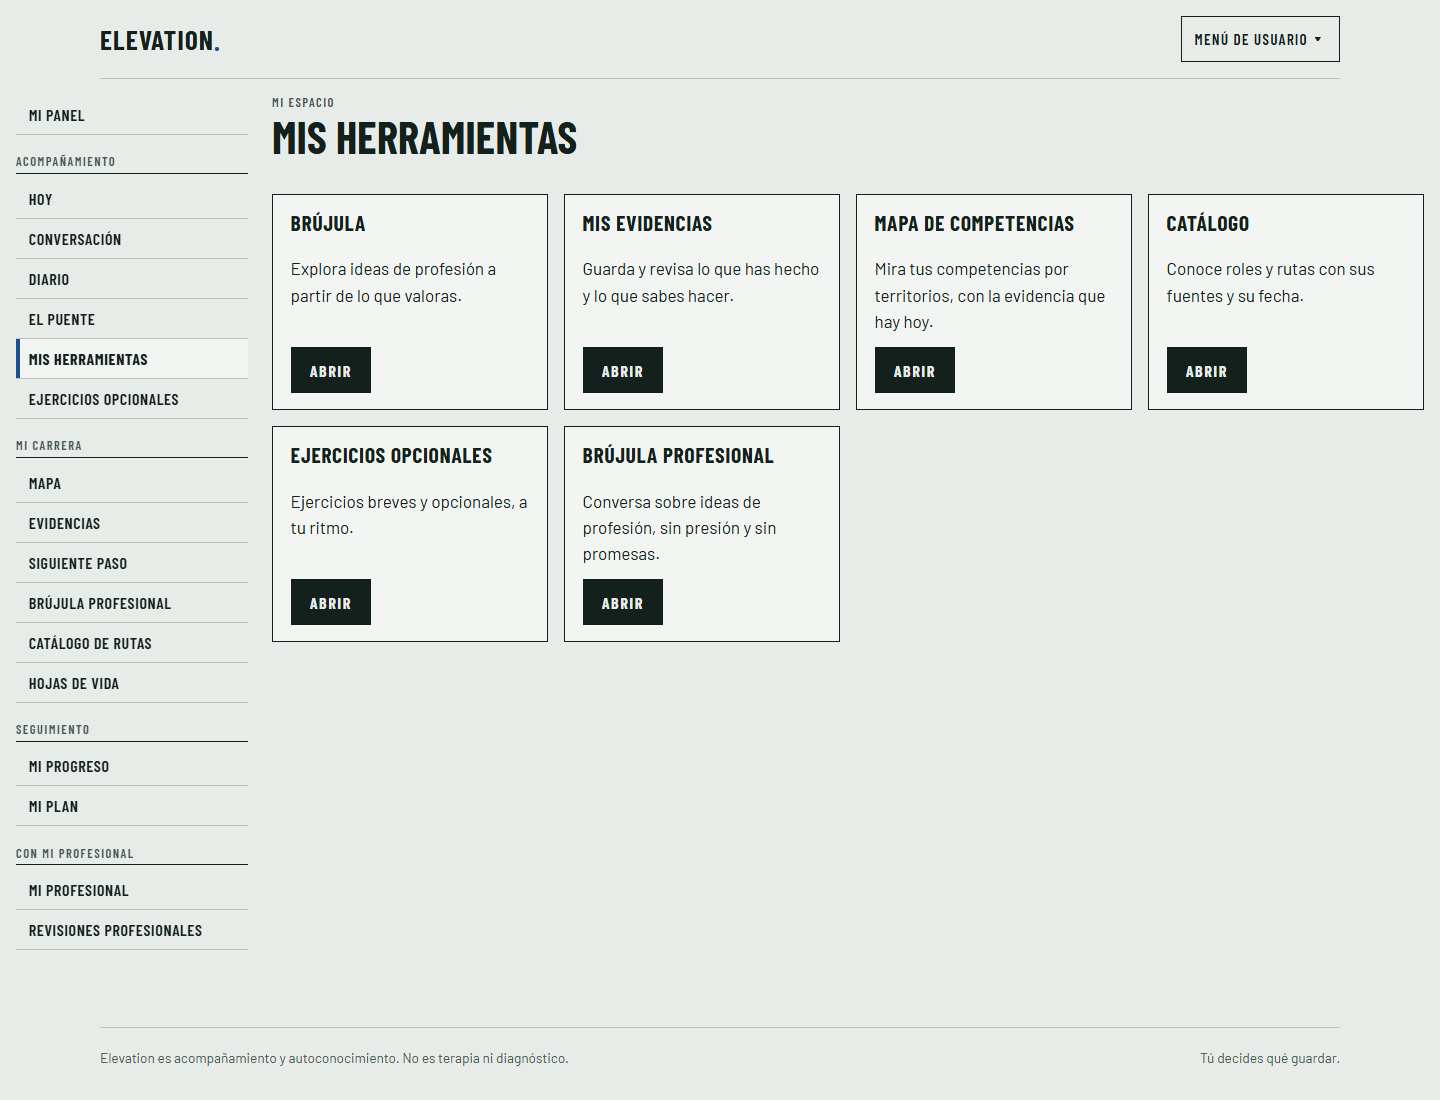 ELEVATION.
MENÚ DE USUARIO
MI PANEL
ACOMPAÑAMIENTO
HOY
CONVERSACIÓN
DIARIO
EL PUENTE
MIS HERRAMIENTAS
EJERCICIOS OPCIONALES
MI CARRERA
MAPA
EVIDENCIAS
SIGUIENTE PASO
BRÚJULA PROFESIONAL
CATÁLOGO DE RUTAS
HOJAS DE VIDA
SEGUIMIENTO
MI PROGRESO
MI PLAN
CON MI PROFESIONAL
MI PROFESIONAL
REVISIONES PROFESIONALES
MI ESPACIO
MIS HERRAMIENTAS
BRÚJULA
Explora ideas de profesión a
partir de lo que valoras.
ABRIR
MIS EVIDENCIAS
Guarda y revisa lo que has hecho
y lo que sabes hacer.
ABRIR
MAPA DE COMPETENCIAS
Mira tus competencias por
territorios, con la evidencia que
hay hoy.
ABRIR
CATÁLOGO
Conoce roles y rutas con sus
fuentes y su fecha.
ABRIR
EJERCICIOS OPCIONALES
Ejercicios breves y opcionales, a
tu ritmo.
ABRIR
BRÚJULA PROFESIONAL
Conversa sobre ideas de
profesión, sin presión y sin
promesas.
ABRIR
Elevation es acompañamiento y autoconocimiento. No es terapia ni diagnóstico.
Tú decides qué guardar.